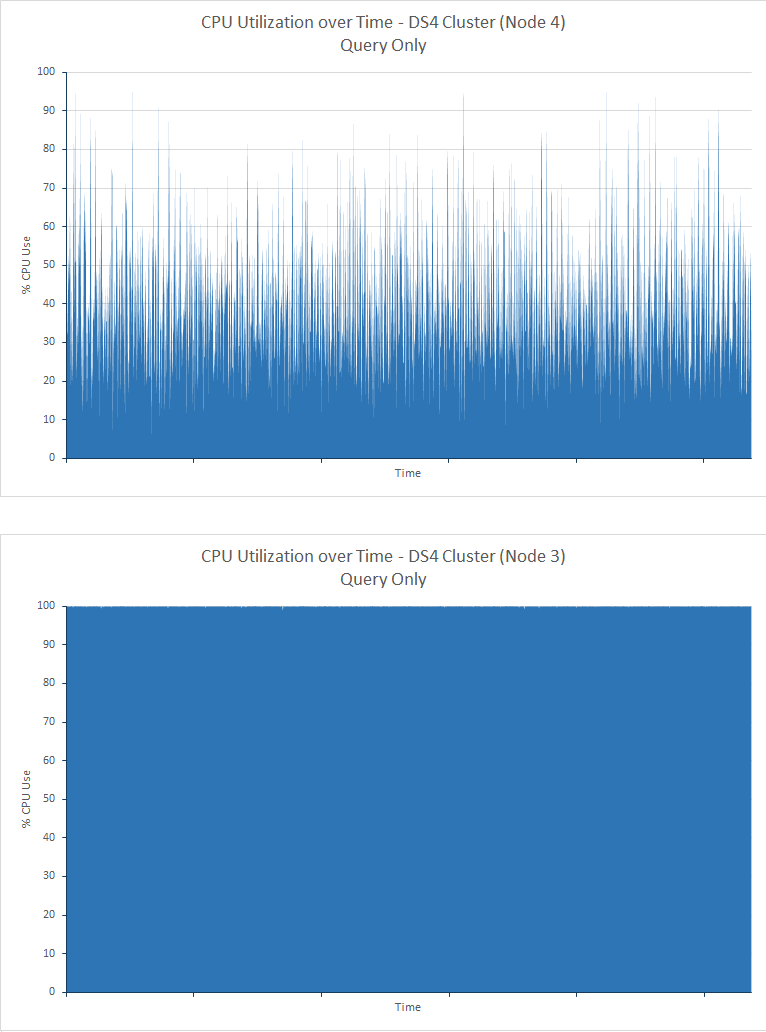 CPU Utilization over Time - DS4 Cluster (Node 4)
Query Only
100
90
80
70
60
50
40
30
20
10
0
% CPU Use
Time
CPU Utilization over Time - DS4 Cluster (Node 3)
Query Only
100
90
80
70
60
50
40
30
20
10
0
% CPU Use
Time